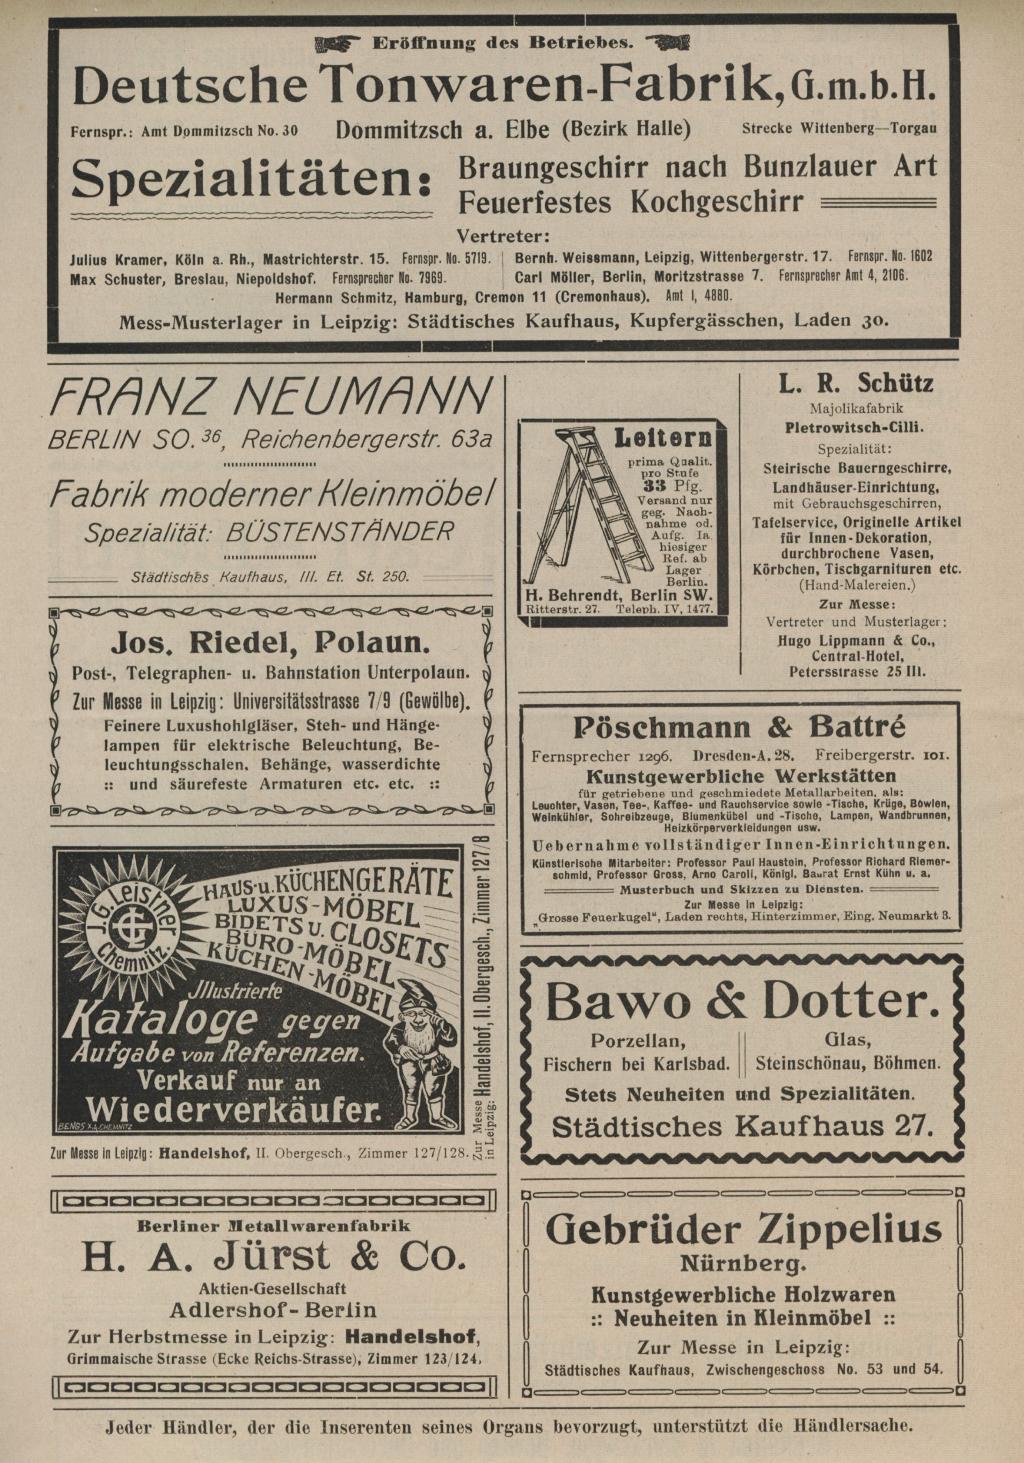 Eröffnung des Betriebes.
Deutsche Tonwaren-Fabrik, G.m.b.H.
Fernspr.: Amt Dommitzsch No. 30 Dommitzsch a. Elbe (Bezirk Halle) Strecke Wittenberg—Torgau
Spezialitäten:
Braungeschirr nach Bunzlauer Art
Feuerfestes Kochgeschirr
Vertreter:
Julius Kramer, Köln a. Rh., Mastrichterstr. 15. Fernspr. No. 5719.
Max Schuster, Breslau, Niepoldshof. Fernsprecher No. 7969.
Bernh. Weissmann, Leipzig, Wittenbergerstr. 17. Fernspr. No. 1602
Carl Möller, Berlin, Moritzstrasse 7. Fernsprecher Amt 4, 2106.
Hermann Schmitz, Hamburg, Cremon 11 (Cremonhaus). Amt I, 4880.
Mess-Musterlager in Leipzig: Städtisches Kaufhaus, Kupfergässchen, Laden 30.
FRANZ NEUMANN
BERLIN SO. 36, Reichenbergerstr. 63a
Fabrik moderner Kleinmöbel
Spezialität: BÜSTENSTÄNDER
Städtisches Kaufhaus, III. Et. St. 250.
Jos. Riedel, Polaun.
Post-, Telegraphen- u. Bahnstation Unterpolaun.
Zur Messe in Leipzig: Universitätsstrasse 7/9 (Gewölbe).
Feinere Luxushohlgläser, Steh- und Hänge-
lampen für elektrische Beleuchtung, Be-
leuchtungsschalen, Behänge, wasserdichte
:: und säurefeste Armaturen etc. etc. ::
J. G. Leistner
Chemnitz.
HAUS- u. KÜCHENGERÄTE
LUXUS-MÖBEL
BIDETS u. CLOSETS
BÜRO-MÖBEL
KÜCHEN-MÖBEL
Jllustrierte
Kataloge gegen
Aufgabe von Referenzen.
Verkauf nur an
Wiederverkäufer.
BENGS X.A. CHEMNITZ
Zur Messe in Leipzig: Handelshof, II. Obergesch., Zimmer 127/8
Zur Messe in Leipzig: Handelshof, II. Obergesch., Zimmer 127/128.
Berliner Metallwarenfabrik
H. A. Jürst & Co.
Aktien-Gesellschaft
Adlershof-Berlin
Zur Herbstmesse in Leipzig: Handelshof,
Grimmaische Strasse (Ecke Reichs-Strasse), Zimmer 123/124.
Leitern
prima Qualit.
pro Stufe
33 Pfg.
Versand nur
geg. Nach-
nahme od.
Aufg. Ia.
hiesiger
Ref. ab
Lager
Berlin.
H. Behrendt, Berlin SW.
Ritterstr. 27. Teleph. IV, 1477.
L. R. Schütz
Majolikafabrik
Pletrowitsch-Cilli.
Spezialität:
Steirische Bauerngeschirre,
Landhäuser-Einrichtung,
mit Gebrauchsgeschirren,
Tafelservice, Originelle Artikel
für Innen-Dekoration,
durchbrochene Vasen,
Körbchen, Tischgarnituren etc.
(Hand-Malereien.)
Zur Messe:
Vertreter und Musterlager:
Hugo Lippmann & Co.,
Central-Hotel,
Petersstrasse 25 III.
Pöschmann & Battré
Fernsprecher 1296. Dresden-A. 28. Freibergerstr. 101.
Kunstgewerbliche Werkstätten
für getriebene und geschmiedete Metallarbeiten, als:
Leuchter, Vasen, Tee-, Kaffee- und Rauchservice sowie -Tische, Krüge, Bowlen,
Weinkühler, Schreibzeuge, Blumenkübel und -Tische, Lampen, Wandbrunnen,
Heizkörperverkleidungen usw.
Uebernahme vollständiger Innen-Einrichtungen.
Künstlerische Mitarbeiter: Professor Paul Haustein, Professor Richard Riemer-
schmid, Professor Gross, Arno Caroli, Königl. Baurat Ernst Kühn u. a.
Musterbuch und Skizzen zu Diensten.
Zur Messe in Leipzig:
„Grosse Feuerkugel“, Laden rechts, Hinterzimmer, Eing. Neumarkt 3.
Bawo & Dotter.
Porzellan,
Fischern bei Karlsbad.
Glas,
Steinschönau, Böhmen.
Stets Neuheiten und Spezialitäten.
Städtisches Kaufhaus 27.
Gebrüder Zippelius
Nürnberg.
Kunstgewerbliche Holzwaren
:: Neuheiten in Kleinmöbel ::
Zur Messe in Leipzig:
Städtisches Kaufhaus, Zwischengeschoss No. 53 und 54.
Jeder Händler, der die Inserenten seines Organs bevorzugt, unterstützt die Händlersache.